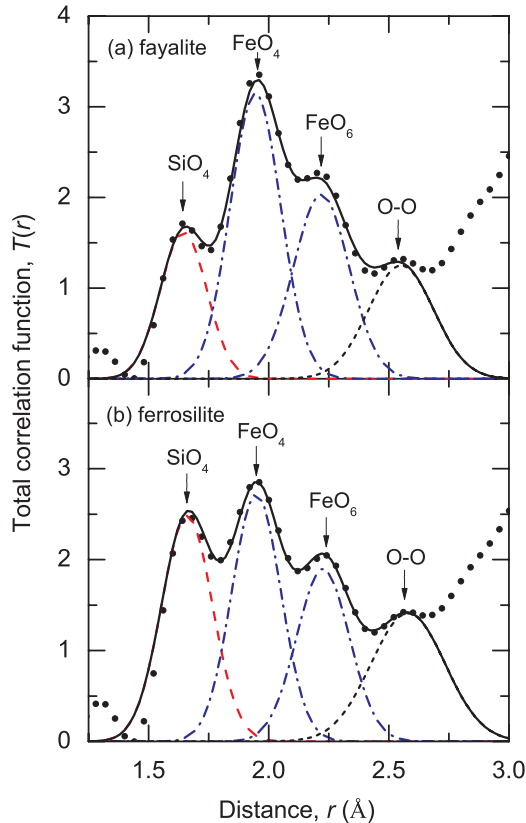 4
(a) fayalite
FeO₄
3
FeO₆
SiO₄
2
O-O
1
0
(b) ferrosilite
FeO₄
SiO₄
3
FeO₆
O-O
2
1
0
1.5
2.0
2.5
3.0
Distance, r (Å)
Total correlation function, T(r)